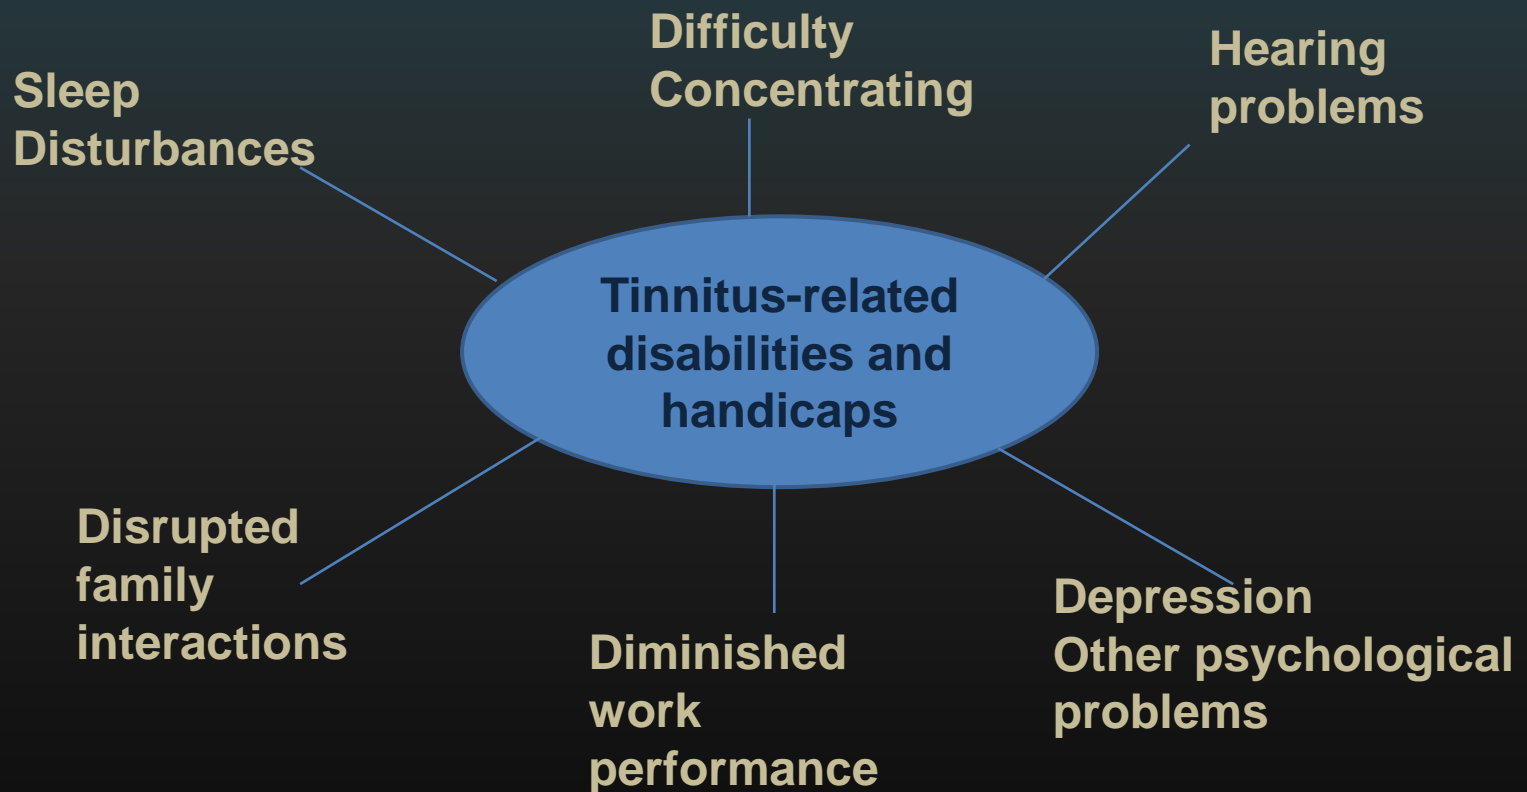 Sleep
Disturbances
Difficulty
Concentrating
Hearing
problems
Tinnitus-related
disabilities and
handicaps
Disrupted
family
interactions
Diminished
work
performance
Depression
Other psychological
problems